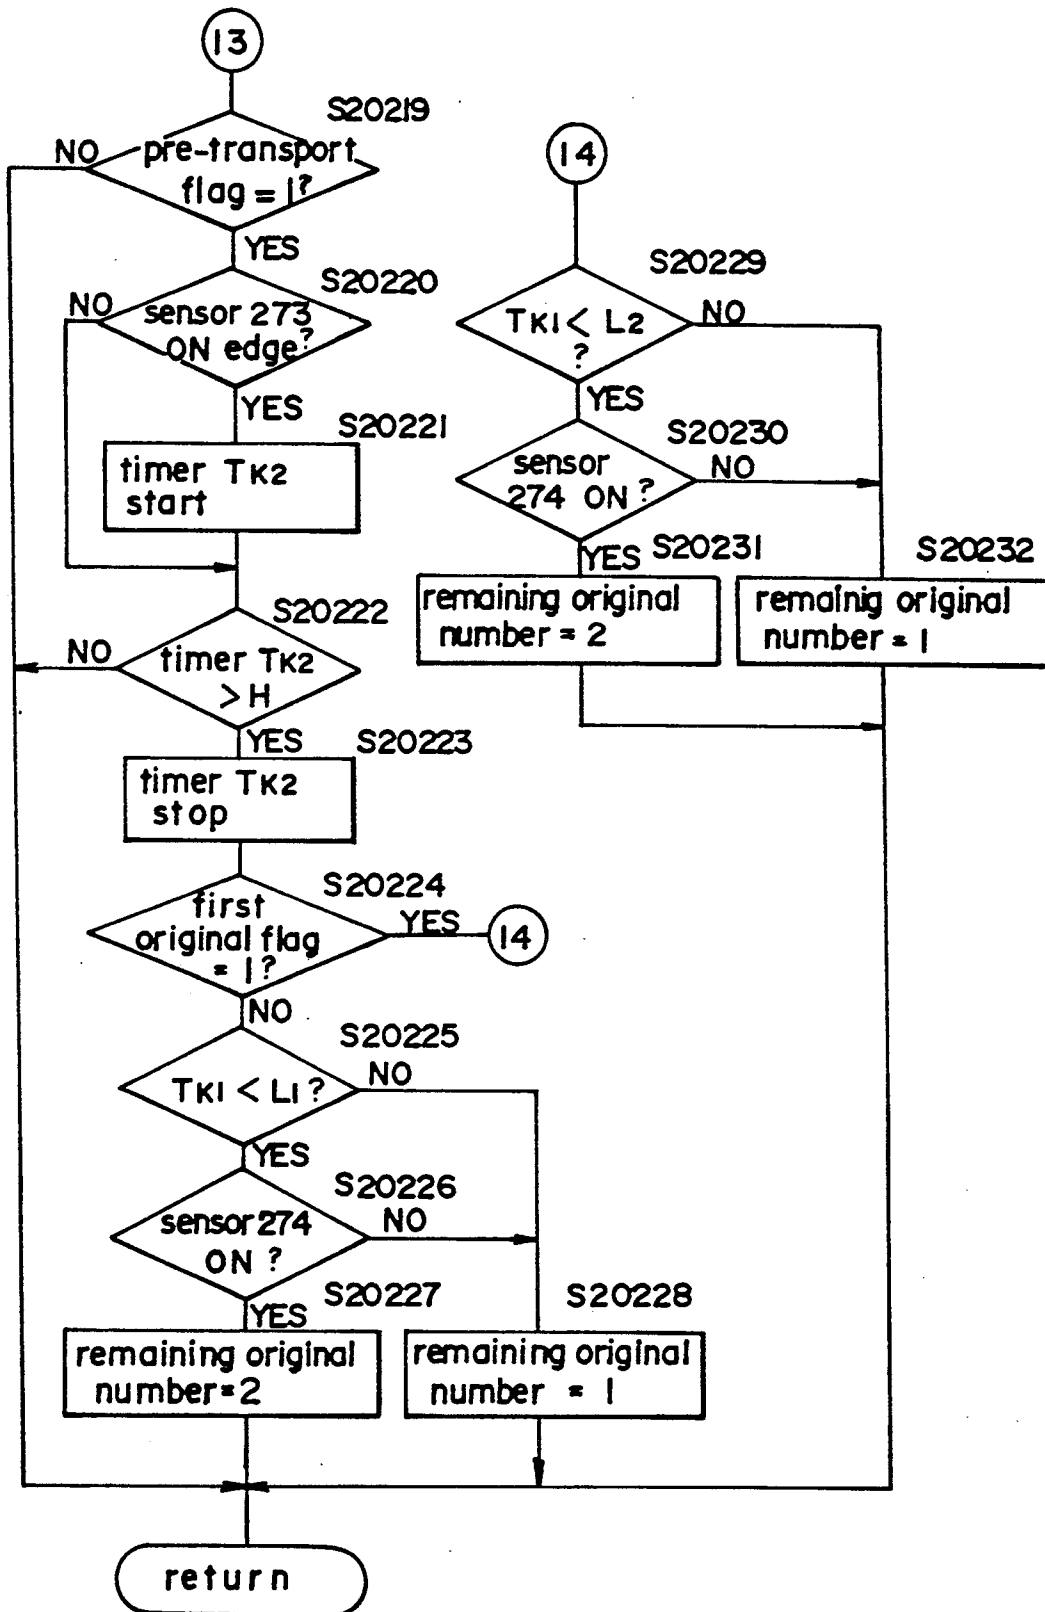 13
S20219
NO
pre-transport
flag = 1?
YES
S20220
NO
sensor 273
ON edge?
YES
S20221
timer TK2
start
S20222
NO
timer TK2
> H
YES
S20223
timer TK2
stop
S20224
first
original flag
= 1?
YES
14
NO
S20225
TK1 < L1 ?
NO
YES
S20226
sensor 274
ON ?
NO
YES
S20227
remaining original
number = 2
S20228
remaining original
number = 1
return
14
S20229
TK1 < L2
?
NO
YES
S20230
sensor
274 ON ?
NO
YES
S20231
remaining original
number = 2
S20232
remainig original
number = 1